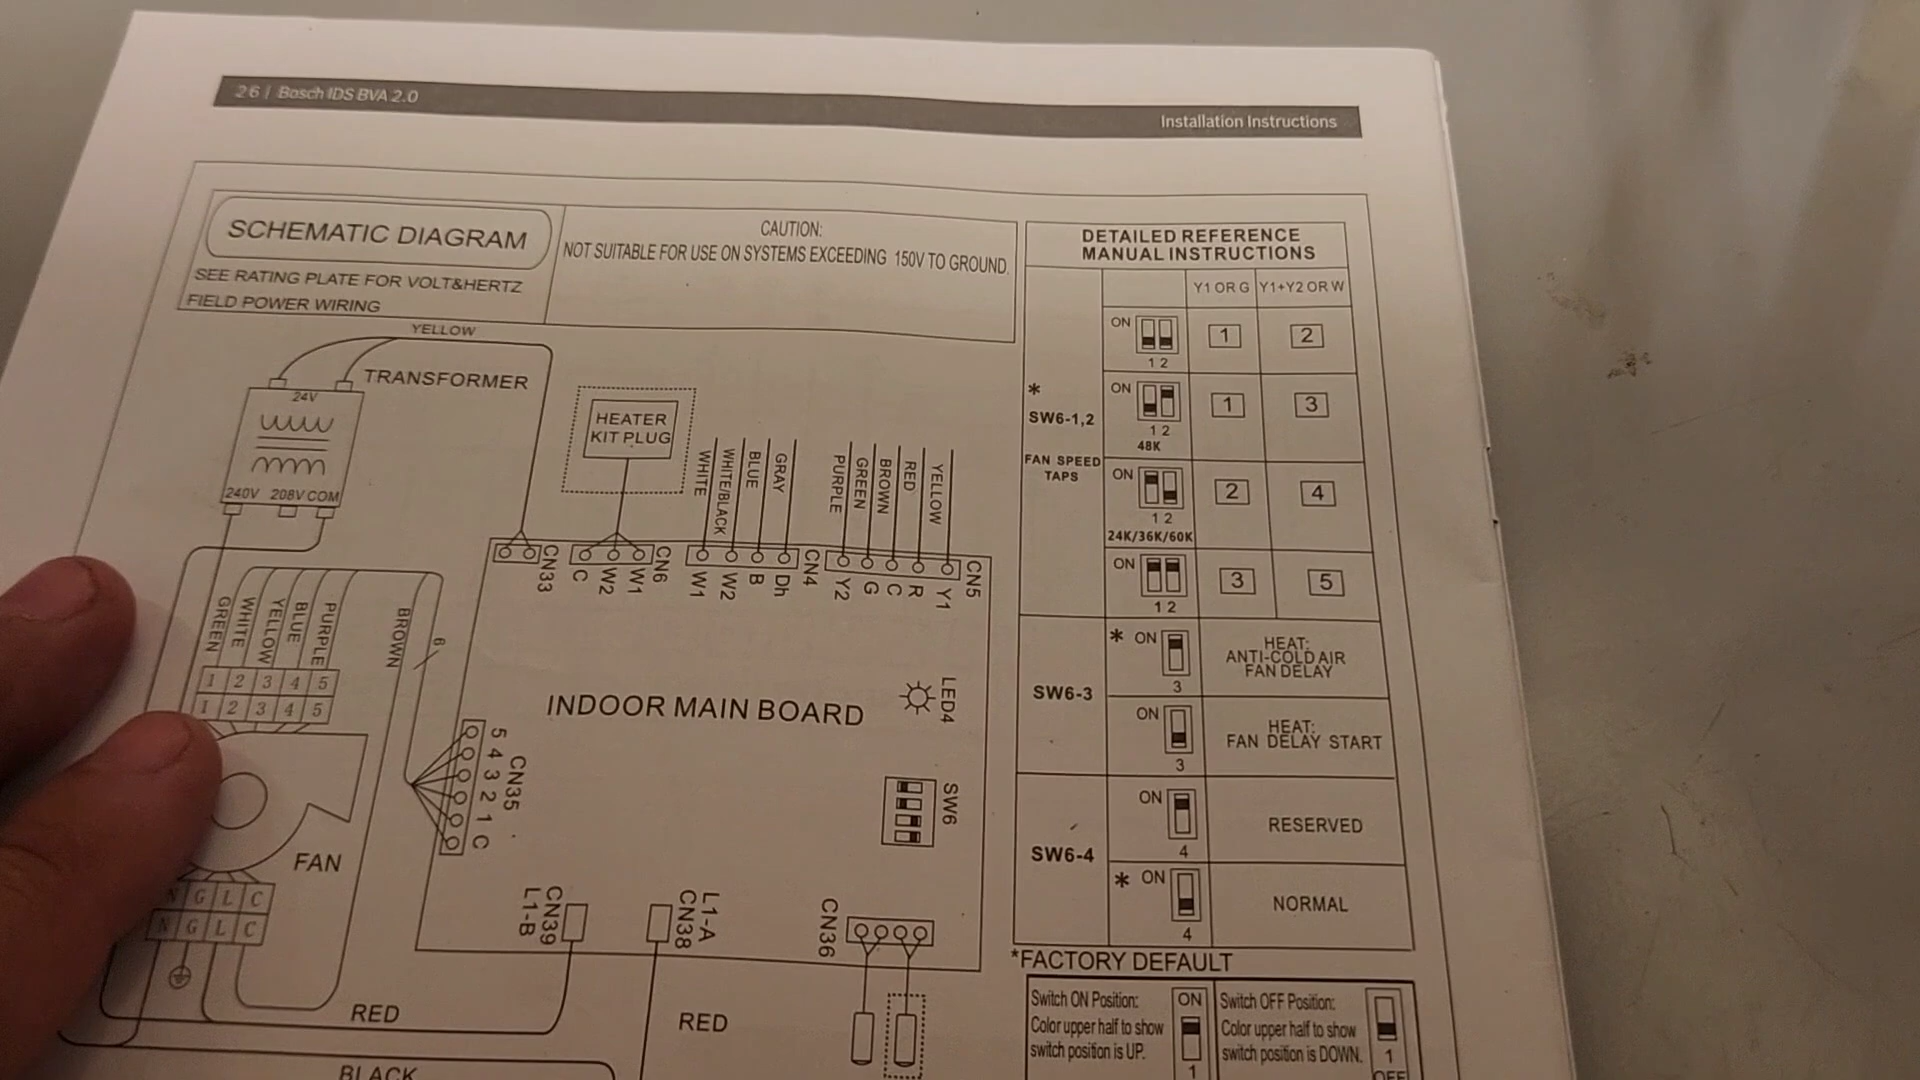 26 | Bosch IDS BVA 2.0
Installation Instructions
SCHEMATIC DIAGRAM
SEE RATING PLATE FOR VOLT&HERTZ
FIELD POWER WIRING
CAUTION:
NOT SUITABLE FOR USE ON SYSTEMS EXCEEDING 150V TO GROUND.
YELLOW
TRANSFORMER
24V
240V 208V COM
HEATER
KIT PLUG
WHITE
WHITE/BLACK
BLUE
GRAY
PURPLE
GREEN
BROWN
RED
YELLOW
CN33
C W2 W1 CN6
W1 W2 B Dh CN4
Y2 G C R Y1 CN5
GREEN
WHITE
YELLOW
BLUE
PURPLE
BROWN
6
1 2 3 4 5
1 2 3 4 5
INDOOR MAIN BOARD
LED4
SW6
5 4 3 2 1 C
CN35
FAN
N G L C
N G L C
CN39
L1-B
L1-A
CN38
CN36
RED
RED
BLACK
DETAILED REFERENCE
MANUAL INSTRUCTIONS
Y1 OR G Y1+Y2 OR W
*
SW6-1,2
FAN SPEED
TAPS
ON 1 2
1 2
ON 1 3
1 2
48K
ON 2 4
1 2
24K/36K/60K
ON 3 5
1 2
SW6-3
* ON
3
HEAT:
ANTI-COLD AIR
FAN DELAY
ON
3
HEAT:
FAN DELAY START
SW6-4
ON
4
RESERVED
* ON
4
NORMAL
*FACTORY DEFAULT
Switch ON Position:
Color upper half to show
switch position is UP.
ON
1
Switch OFF Position:
Color upper half to show
switch position is DOWN.
1
OFF